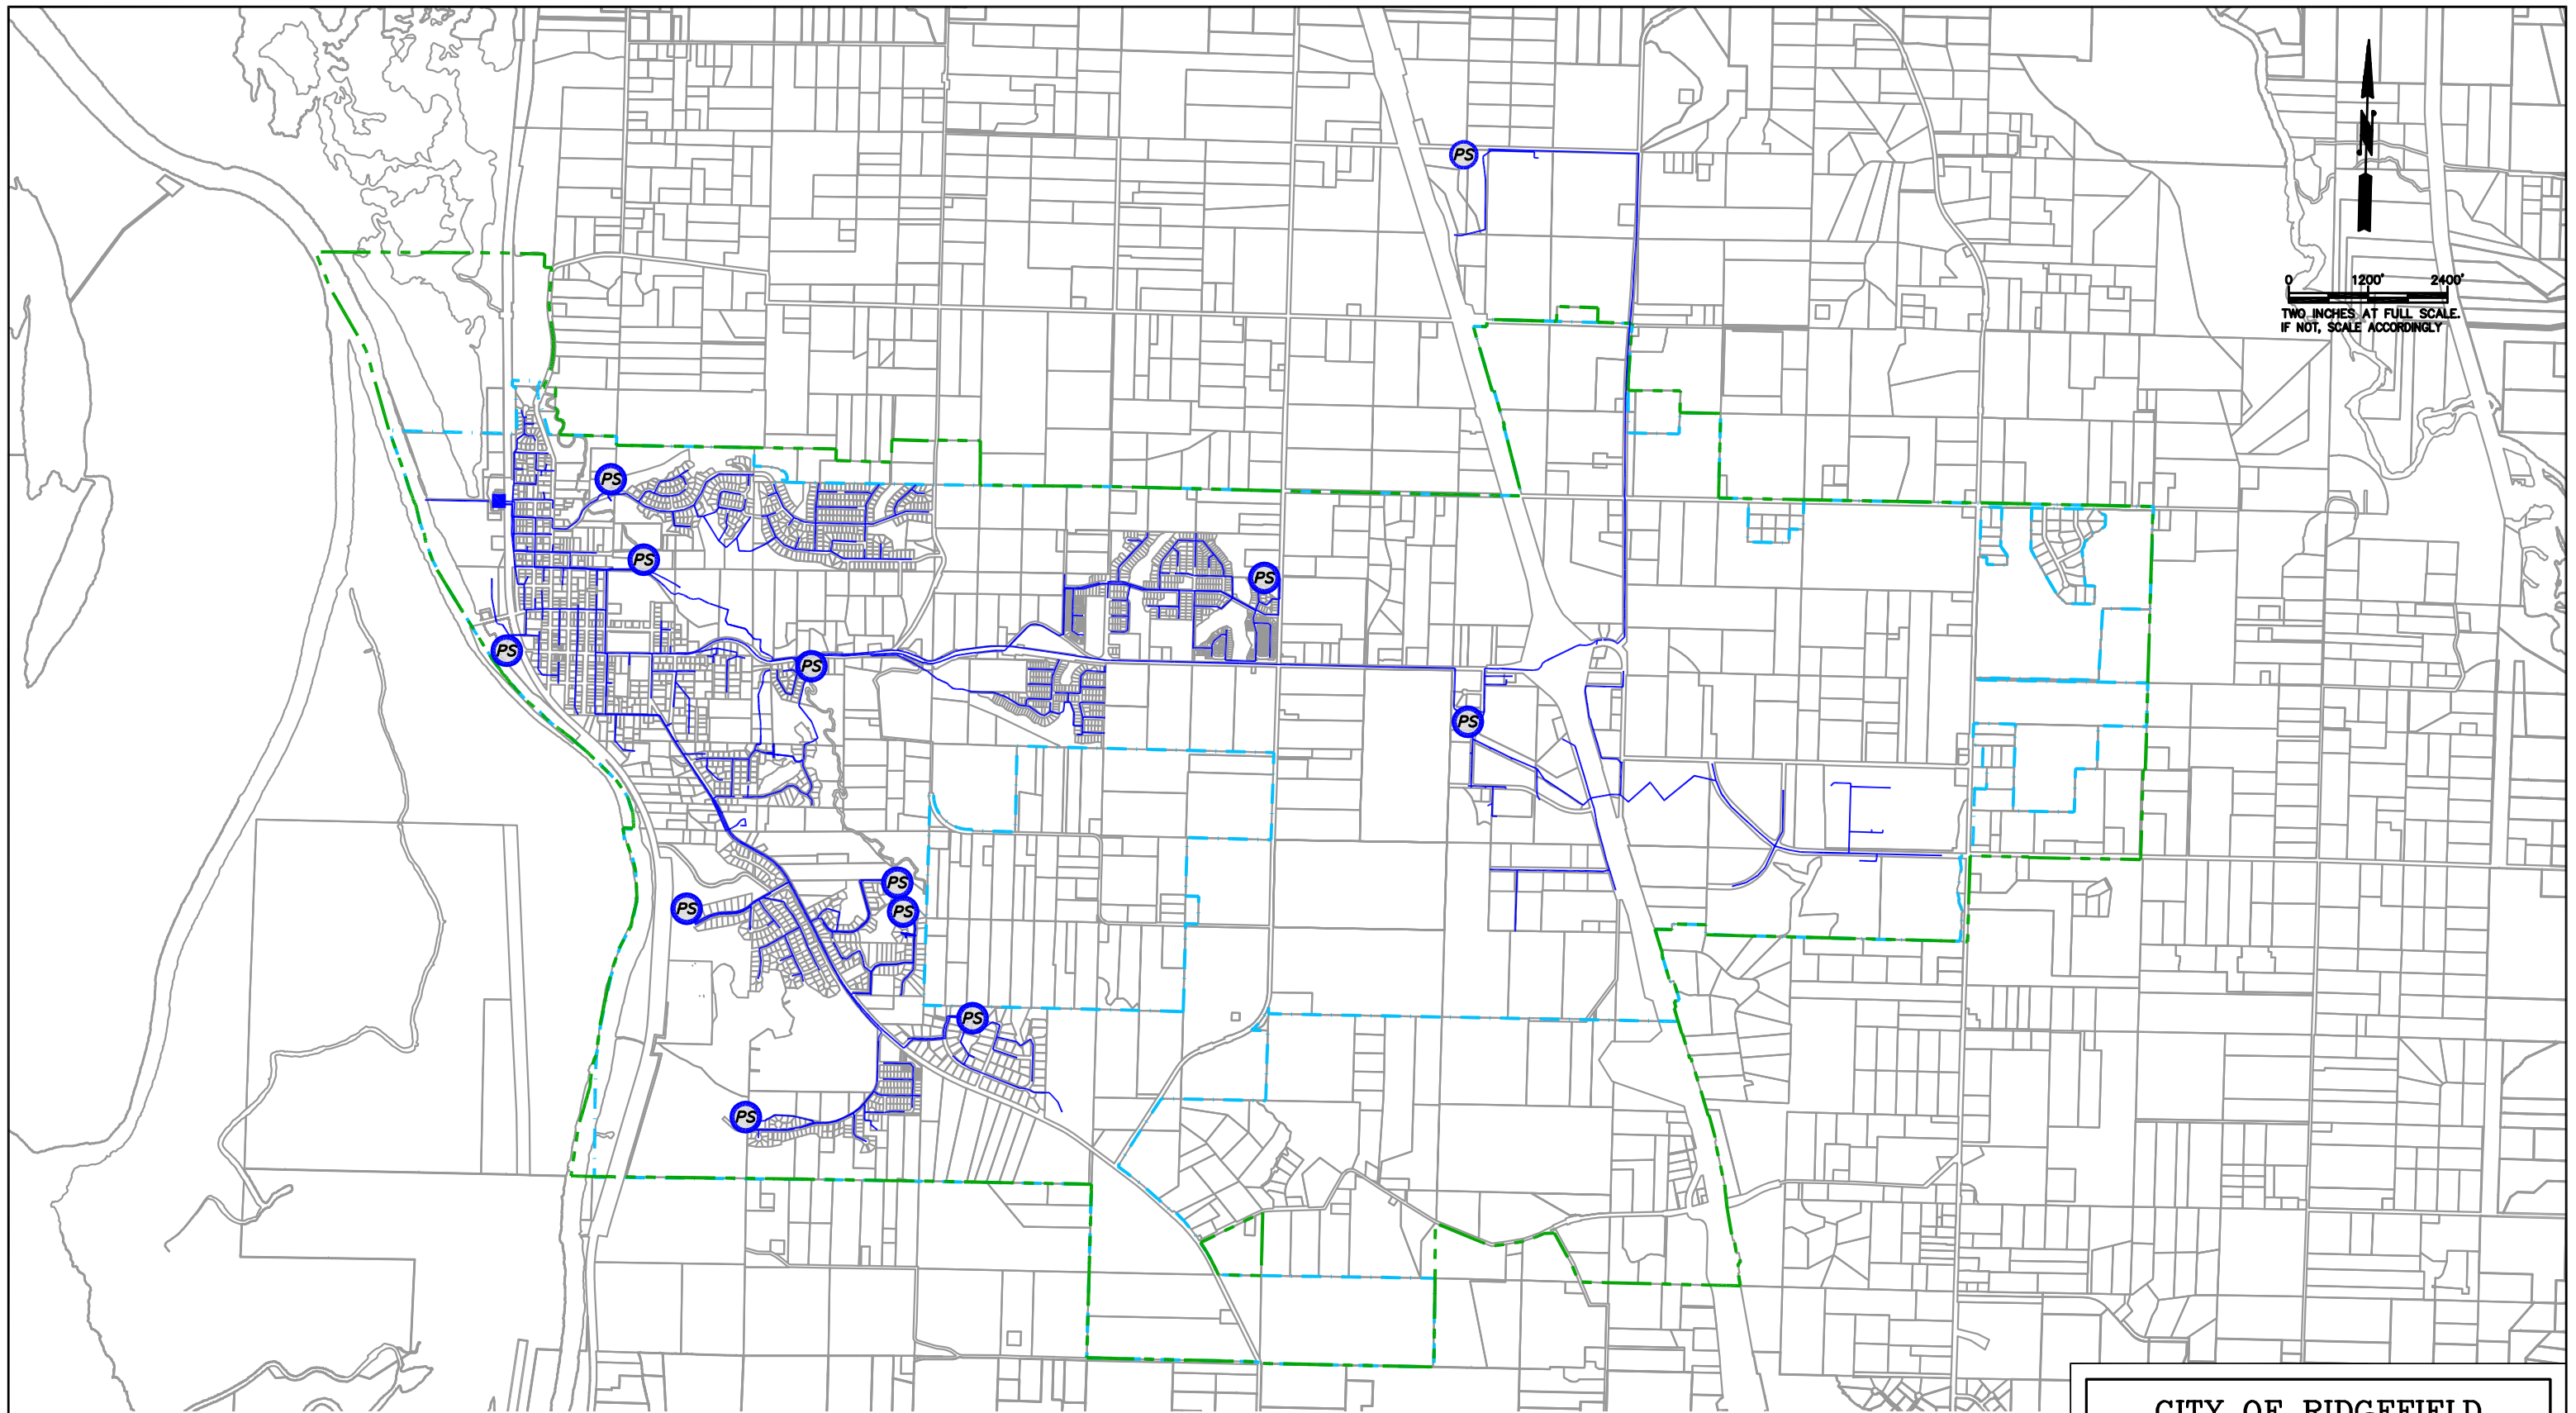 PS
N
0 1200' 2400'
TWO INCHES AT FULL SCALE.
IF NOT, SCALE ACCORDINGLY
PS
PS
PS
PS
PS
PS
PS
PS
PS
PS
PS
CITY OF RIDGEFIELD